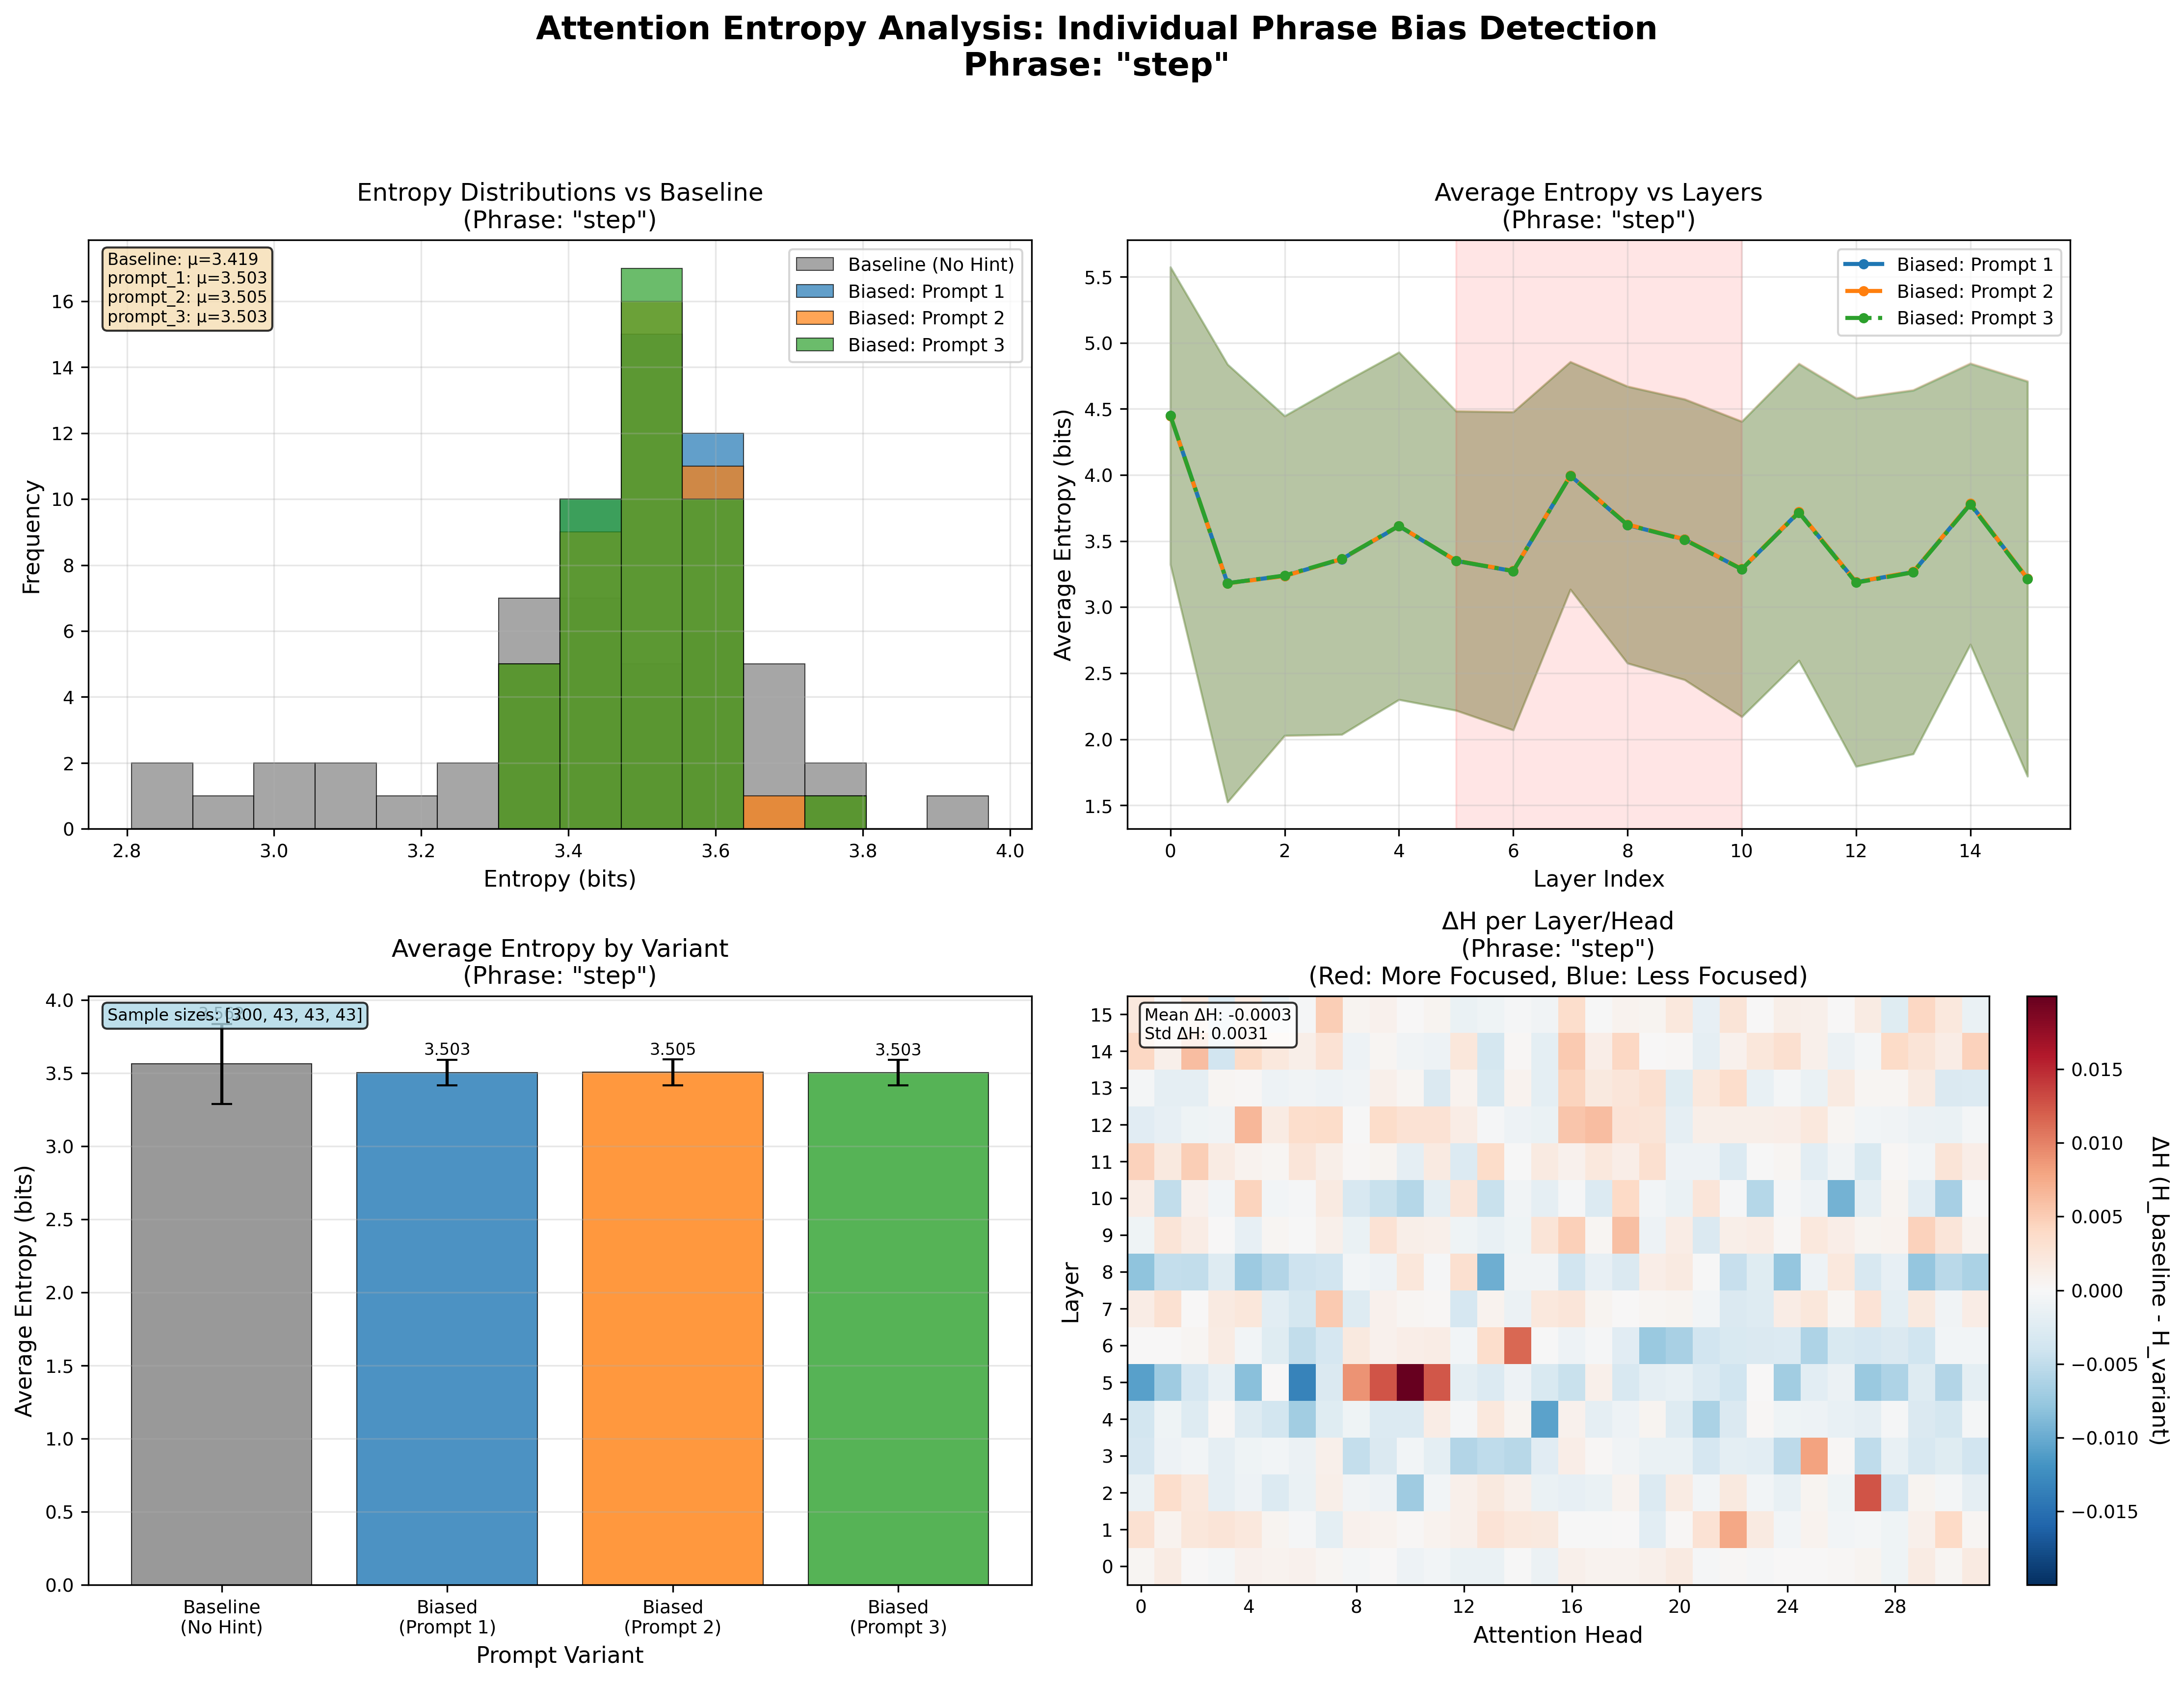 Attention Entropy Analysis: Individual Phrase Bias Detection
Phrase: "step"
Entropy Distributions vs Baseline
(Phrase: "step")
Baseline: μ=3.419
prompt_1: μ=3.503
prompt_2: μ=3.505
prompt_3: μ=3.503
Baseline (No Hint)
Biased: Prompt 1
Biased: Prompt 2
Biased: Prompt 3
Frequency
16
14
12
10
8
6
4
2
0
2.8
3.0
3.2
3.4
3.6
3.8
4.0
Entropy (bits)
Average Entropy vs Layers
(Phrase: "step")
Biased: Prompt 1
Biased: Prompt 2
Biased: Prompt 3
Average Entropy (bits)
5.5
5.0
4.5
4.0
3.5
3.0
2.5
2.0
1.5
0
2
4
6
8
10
12
14
Layer Index
Average Entropy by Variant
(Phrase: "step")
Sample sizes: [300, 43, 43, 43]
3.503
3.505
3.503
Average Entropy (bits)
4.0
3.5
3.0
2.5
2.0
1.5
1.0
0.5
0.0
Baseline
(No Hint)
Biased
(Prompt 1)
Biased
(Prompt 2)
Biased
(Prompt 3)
Prompt Variant
ΔH per Layer/Head
(Phrase: "step")
(Red: More Focused, Blue: Less Focused)
Mean ΔH: -0.0003
Std ΔH: 0.0031
Layer
15
14
13
12
11
10
9
8
7
6
5
4
3
2
1
0
0
4
8
12
16
20
24
28
Attention Head
0.015
0.010
0.005
0.000
−0.005
−0.010
−0.015
ΔH (H_baseline - H_variant)